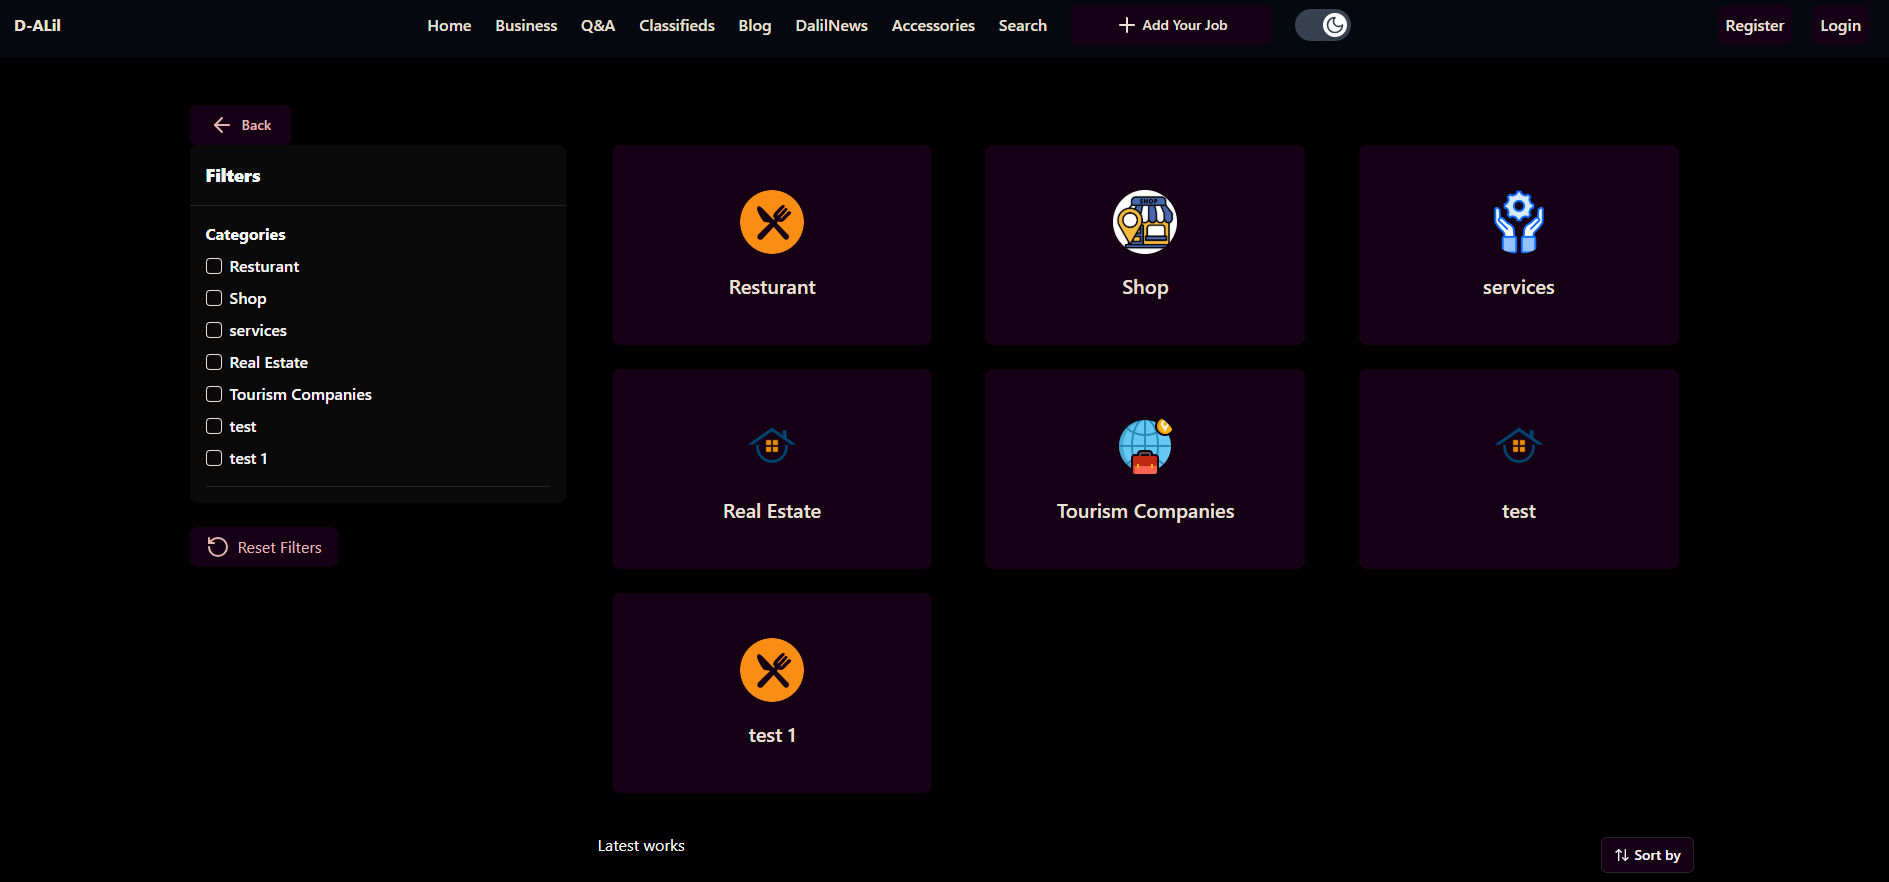 D-ALil
Home Business Q&A Classifieds Blog DalilNews Accessories Search Add Your Job Register Login
Back
Filters
Categories
Resturant
Shop
services
Real Estate
Tourism Companies
test
test 1
Reset Filters
Resturant
SHOP
Shop
services
Real Estate
Tourism Companies
test
test 1
Latest works
Sort by